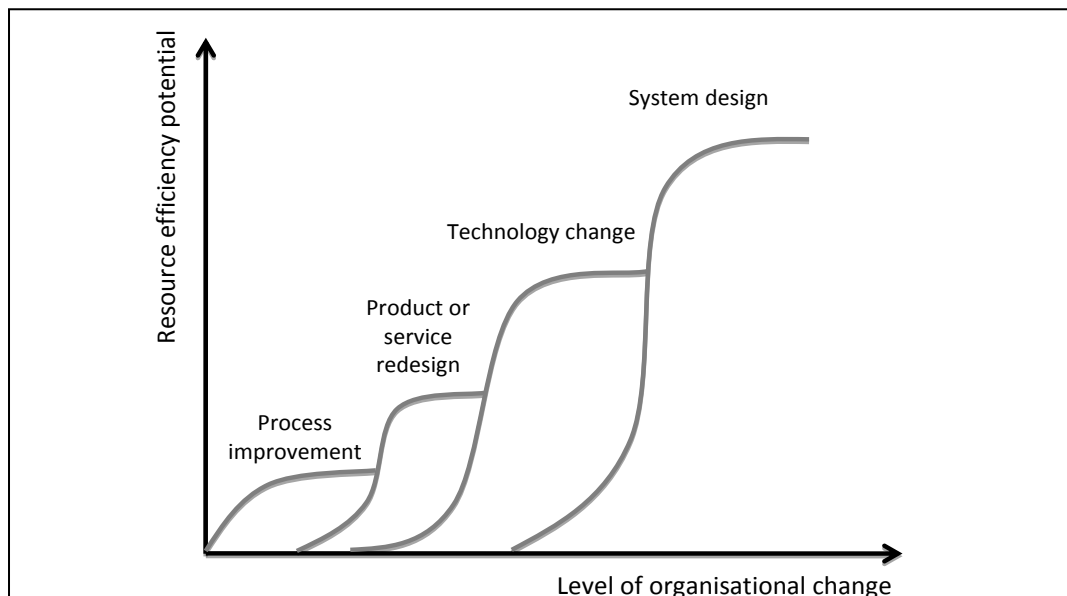 Resource efficiency potential
System design
Technology change
Product or
service
redesign
Process
improvement
Level of organisational change